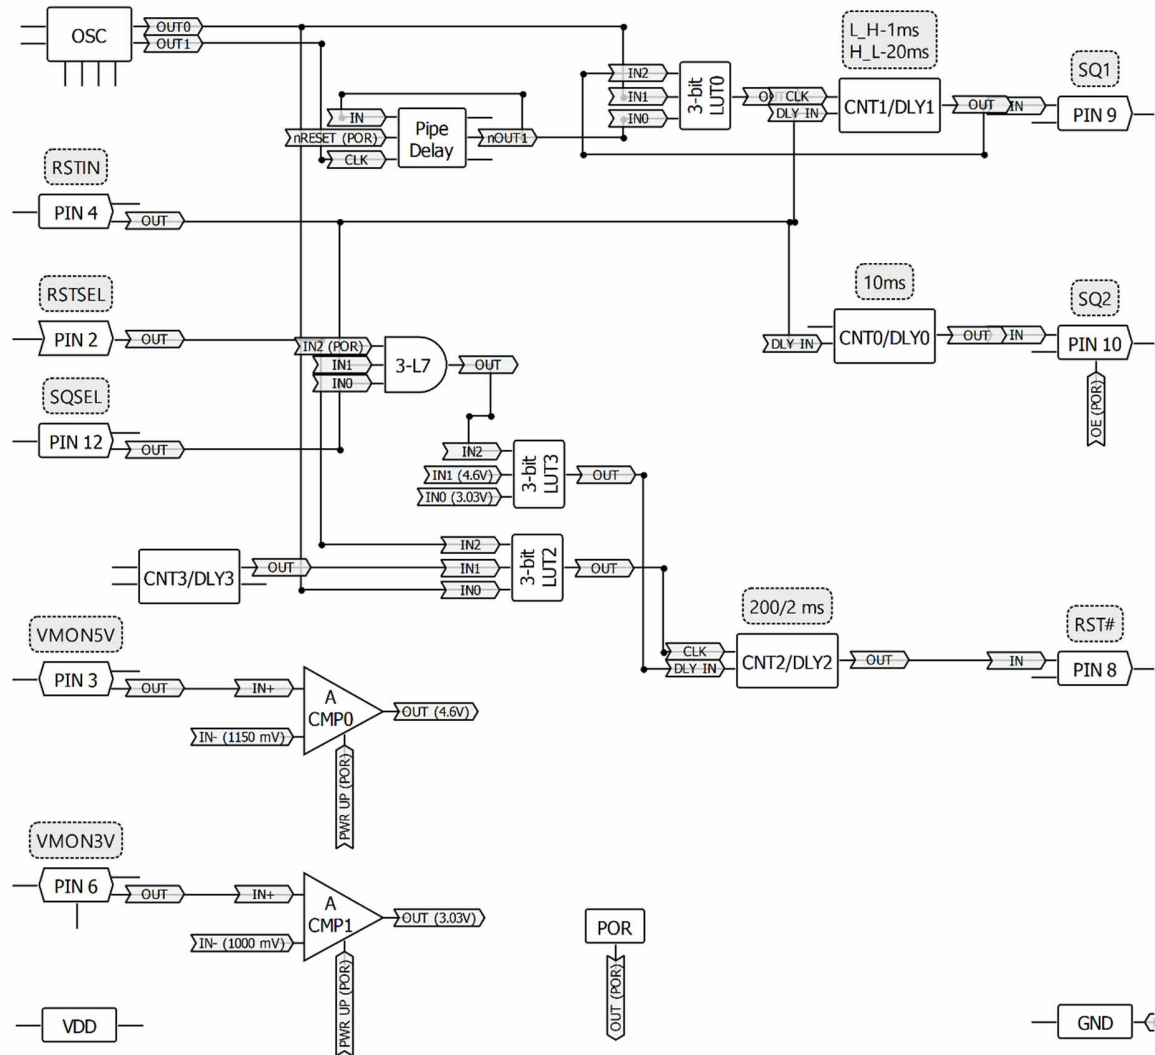 OSC
OUT0
OUT1
L_H-1ms
H_L-20ms
IN2
IN1
IN0
3-bit
LUT0
OUT
CLK
DLY IN
CNT1/DLY1
OUT
IN
SQ1
PIN 9
IN
nRESET (POR)
CLK
Pipe
Delay
nOUT1
RSTIN
PIN 4
OUT
10ms
DLY IN
CNT0/DLY0
OUT
IN
SQ2
PIN 10
OE (POR)
RSTSEL
PIN 2
OUT
IN2 (POR)
IN1
IN0
3-L7
OUT
SQSEL
PIN 12
OUT
IN2
IN1 (4.6V)
IN0 (3.03V)
3-bit
LUT3
OUT
CNT3/DLY3
OUT
IN2
IN1
IN0
3-bit
LUT2
OUT
200/2 ms
CLK
DLY IN
CNT2/DLY2
OUT
IN
RST#
PIN 8
VMON5V
PIN 3
OUT
IN+
IN- (1150 mV)
A
CMP0
OUT (4.6V)
PWR UP (POR)
VMON3V
PIN 6
OUT
IN+
IN- (1000 mV)
A
CMP1
OUT (3.03V)
PWR UP (POR)
POR
OUT (POR)
VDD
GND